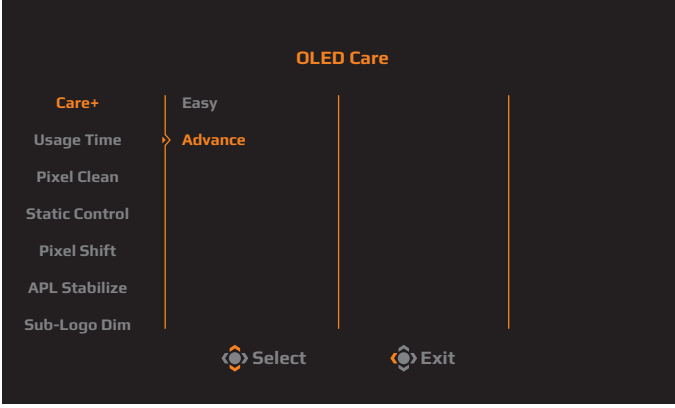 OLED Care
Care+
Easy
Usage Time
Advance
Pixel Clean
Static Control
Pixel Shift
APL Stabilize
Sub-Logo Dim
Select
Exit